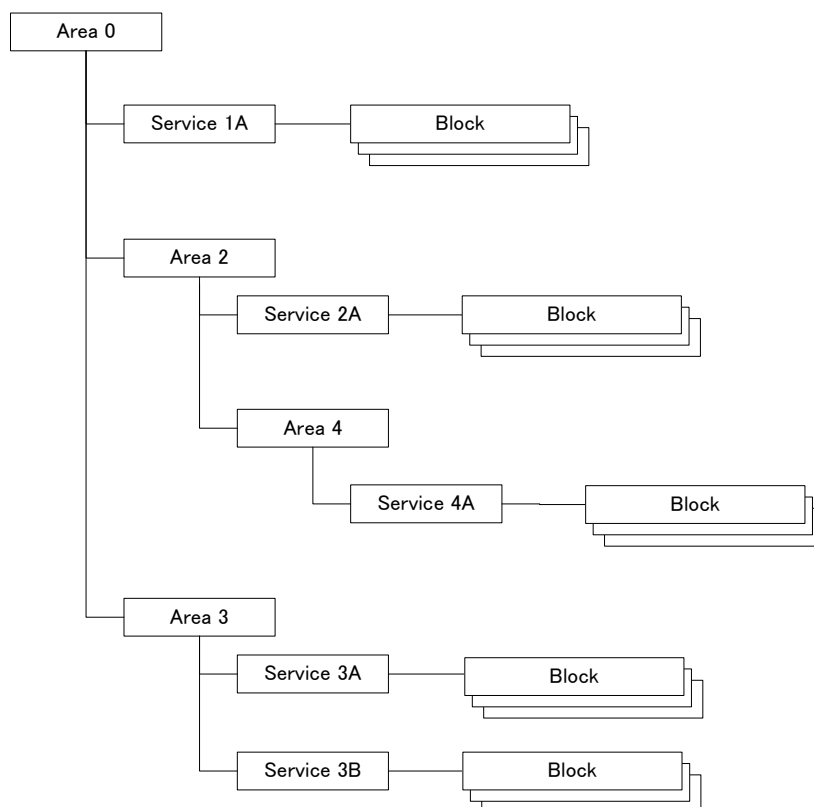 Area 0
Service 1A
Block
Area 2
Service 2A
Block
Area 4
Service 4A
Block
Area 3
Service 3A
Block
Service 3B
Block